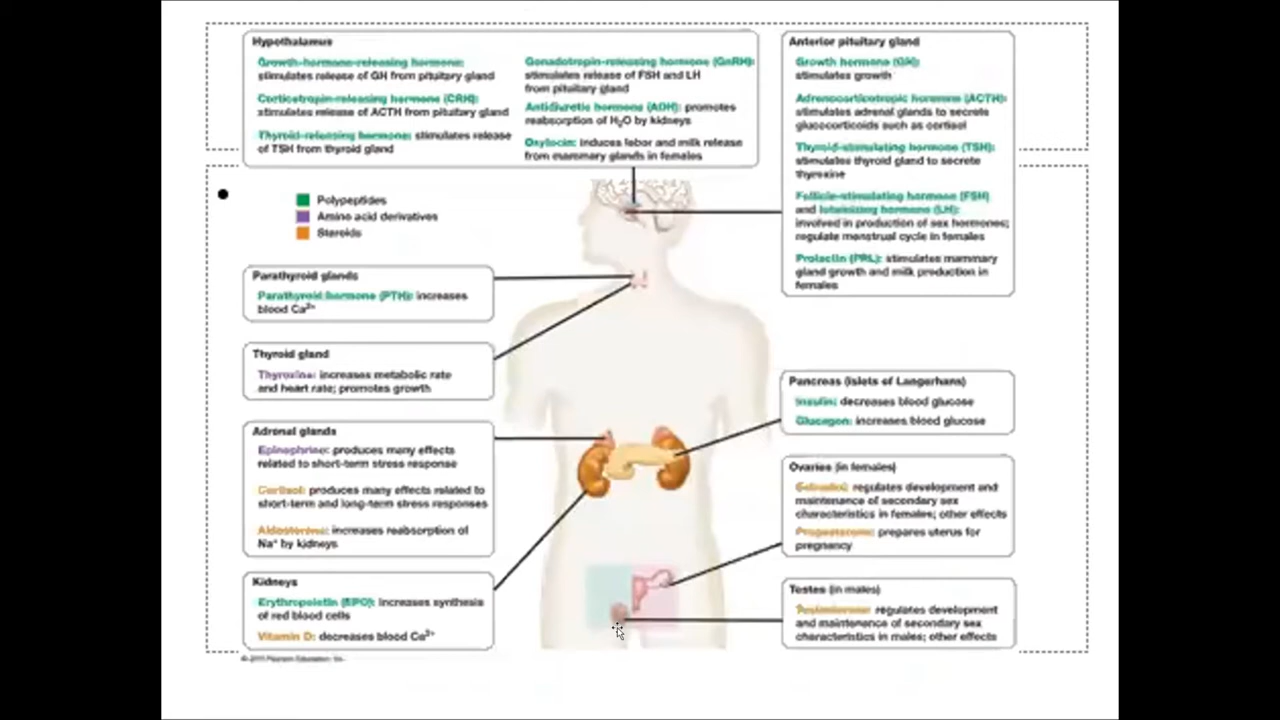 Hypothalamus
Growth-hormone-releasing hormone:
stimulates release of GH from pituitary gland
Corticotropin-releasing hormone (CRH):
stimulates release of ACTH from pituitary gland
Thyroid-releasing hormone: stimulates release
of TSH from thyroid gland
Gonadotropin-releasing hormone (GnRH):
stimulates release of FSH and LH
from pituitary gland
Antidiuretic hormone (ADH): promotes
reabsorption of H₂O by kidneys
Oxytocin: induces labor and milk release
from mammary glands in females
Anterior pituitary gland
Growth hormone (GH):
stimulates growth
Adrenocorticotropic hormone (ACTH):
stimulates adrenal glands to secrete
glucocorticoids such as cortisol
Thyroid-stimulating hormone (TSH):
stimulates thyroid gland to secrete
thyroxine
Follicle-stimulating hormone (FSH)
and luteinizing hormone (LH):
involved in production of sex hormones;
regulate menstrual cycle in females
Prolactin (PRL): stimulates mammary
gland growth and milk production in
females
Polypeptides
Amino acid derivatives
Steroids
Parathyroid glands
Parathyroid hormone (PTH): increases
blood Ca²⁺
Thyroid gland
Thyroxine: increases metabolic rate
and heart rate; promotes growth
Adrenal glands
Epinephrine: produces many effects
related to short-term stress response
Cortisol: produces many effects related to
short-term and long-term stress responses
Aldosterone: increases reabsorption of
Na⁺ by kidneys
Kidneys
Erythropoietin (EPO): increases synthesis
of red blood cells
Vitamin D: decreases blood Ca²⁺
Pancreas (islets of Langerhans)
Insulin: decreases blood glucose
Glucagon: increases blood glucose
Ovaries (in females)
Estradiol: regulates development and
maintenance of secondary sex
characteristics in females; other effects
Progesterone: prepares uterus for
pregnancy
Testes (in males)
Testosterone: regulates development
and maintenance of secondary sex
characteristics in males; other effects
© 2011 Pearson Education, Inc.